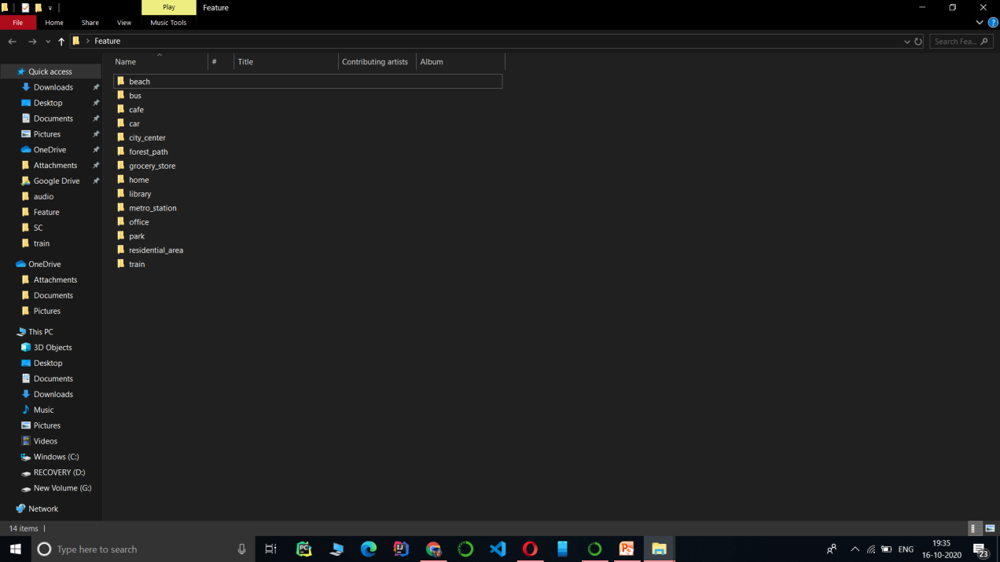 Play
Feature
File
Home
Share
View
Music Tools
Feature
Search Fea...
Name
#
Title
Contributing artists
Album
Quick access
Downloads
Desktop
Documents
Pictures
OneDrive
Attachments
Google Drive
audio
Feature
SC
train
OneDrive
Attachments
Documents
Pictures
This PC
3D Objects
Desktop
Documents
Downloads
Music
Pictures
Videos
Windows (C:)
RECOVERY (D:)
New Volume (G:)
Network
beach
bus
cafe
car
city_center
forest_path
grocery_store
home
library
metro_station
office
park
residential_area
train
14 items
Type here to search
PC
IJ
P
ENG
19:35
16-10-2020
23